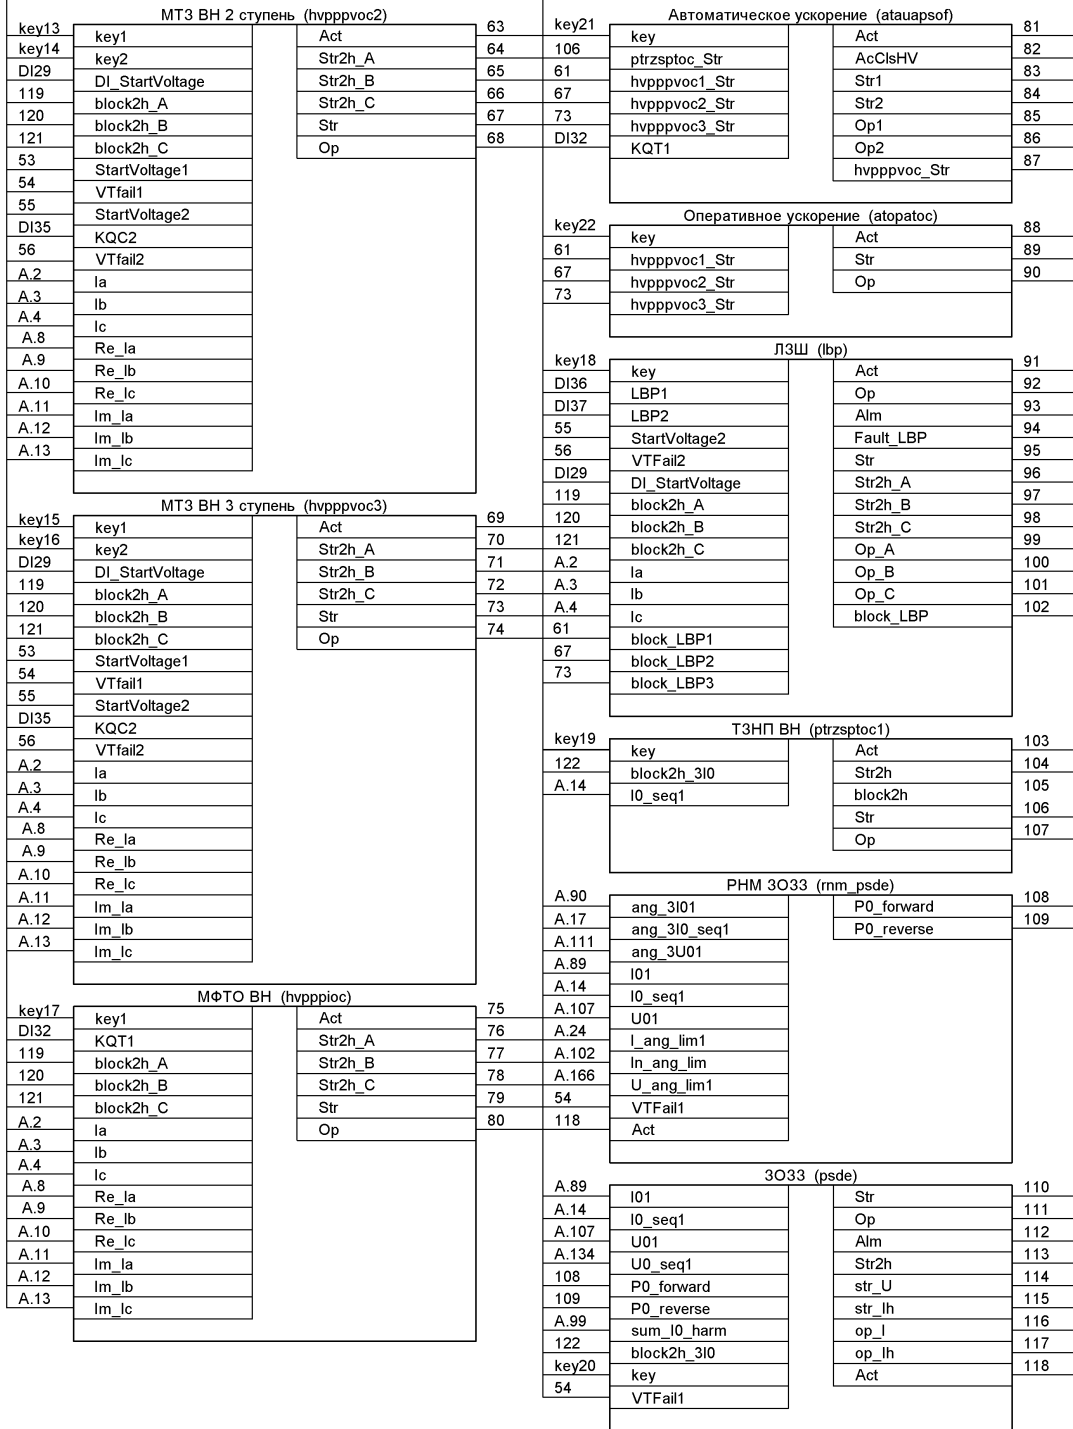 МТЗ ВН 2 ступень (hvpppvoc2)
key13 key1 Act 63
key14 key2 Str2h_A 64
DI29 DI_StartVoltage Str2h_B 65
119 block2h_A Str2h_C 66
120 block2h_B Str 67
121 block2h_C Op 68
53 StartVoltage1
54 VTfail1
55 StartVoltage2
DI35 KQC2
56 VTfail2
A.2 Ia
A.3 Ib
A.4 Ic
A.8 Re_Ia
A.9 Re_Ib
A.10 Re_Ic
A.11 Im_Ia
A.12 Im_Ib
A.13 Im_Ic
МТЗ ВН 3 ступень (hvpppvoc3)
key15 key1 Act 69
key16 key2 Str2h_A 70
DI29 DI_StartVoltage Str2h_B 71
119 block2h_A Str2h_C 72
120 block2h_B Str 73
121 block2h_C Op 74
53 StartVoltage1
54 VTfail1
55 StartVoltage2
DI35 KQC2
56 VTfail2
A.2 Ia
A.3 Ib
A.4 Ic
A.8 Re_Ia
A.9 Re_Ib
A.10 Re_Ic
A.11 Im_Ia
A.12 Im_Ib
A.13 Im_Ic
МФТО ВН (hvpppioc)
key17 key1 Act 75
DI32 KQT1 Str2h_A 76
119 block2h_A Str2h_B 77
120 block2h_B Str2h_C 78
121 block2h_C Str 79
A.2 Ia Op 80
A.3 Ib
A.4 Ic
A.8 Re_Ia
A.9 Re_Ib
A.10 Re_Ic
A.11 Im_Ia
A.12 Im_Ib
A.13 Im_Ic
Автоматическое ускорение (atauapsof)
key21 key Act 81
106 ptrzsptoc_Str AcClsHV 82
61 hvpppvoc1_Str Str1 83
67 hvpppvoc2_Str Str2 84
73 hvpppvoc3_Str Op1 85
DI32 KQT1 Op2 86
hvpppvoc_Str 87
Оперативное ускорение (atopatoc)
key22 key Act 88
61 hvpppvoc1_Str Str 89
67 hvpppvoc2_Str Op 90
73 hvpppvoc3_Str
ЛЗШ (lbp)
key18 key Act 91
DI36 LBP1 Op 92
DI37 LBP2 Alm 93
55 StartVoltage2 Fault_LBP 94
56 VTFail2 Str 95
DI29 DI_StartVoltage Str2h_A 96
119 block2h_A Str2h_B 97
120 block2h_B Str2h_C 98
121 block2h_C Op_A 99
A.2 Ia Op_B 100
A.3 Ib Op_C 101
A.4 Ic block_LBP 102
61 block_LBP1
67 block_LBP2
73 block_LBP3
ТЗНП ВН (ptrzsptoc1)
key19 key Act 103
122 block2h_3I0 Str2h 104
A.14 I0_seq1 block2h 105
Str 106
Op 107
РНМ ЗОЗЗ (rnm_psde)
A.90 ang_3I01 P0_forward 108
A.17 ang_3I0_seq1 P0_reverse 109
A.111 ang_3U01
A.89 I01
A.14 I0_seq1
A.107 U01
A.24 I_ang_lim1
A.102 In_ang_lim
A.166 U_ang_lim1
54 VTFail1
118 Act
ЗОЗЗ (psde)
A.89 I01 Str 110
A.14 I0_seq1 Op 111
A.107 U01 Alm 112
A.134 U0_seq1 Str2h 113
108 P0_forward str_U 114
109 P0_reverse str_Ih 115
A.99 sum_I0_harm op_I 116
122 block2h_3I0 op_Ih 117
key20 key Act 118
54 VTFail1